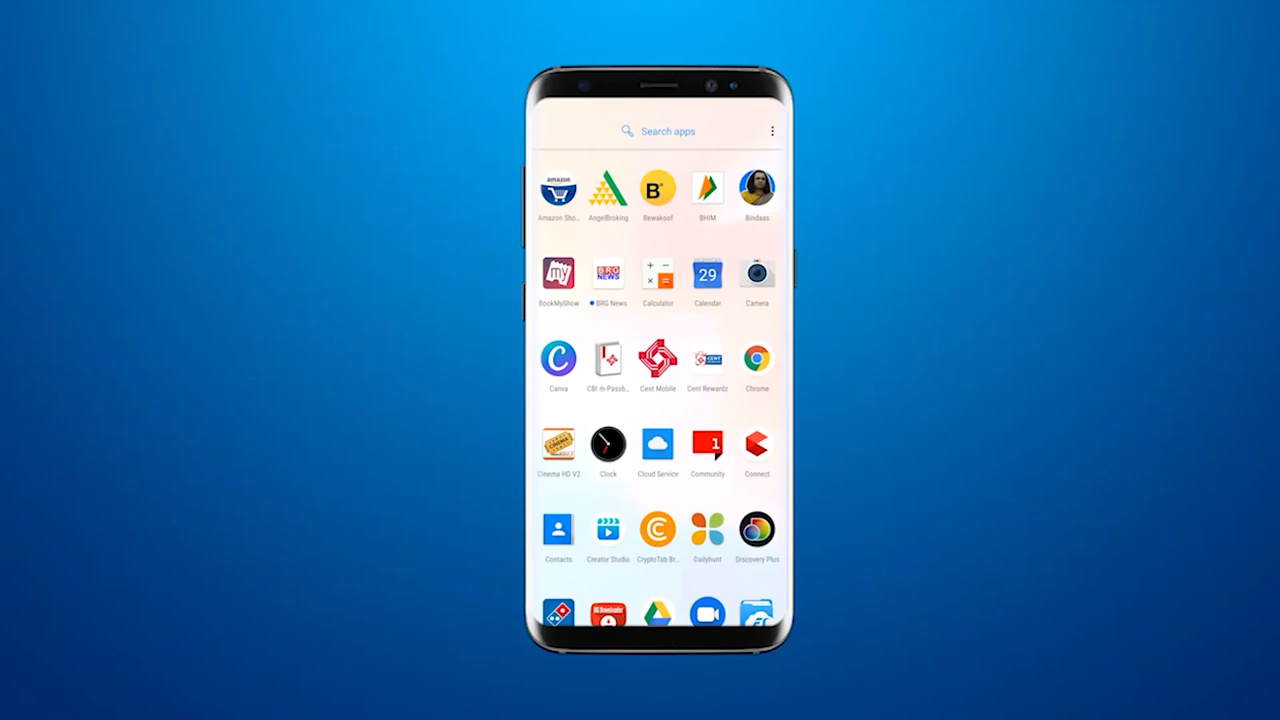 Search apps
amazon
B
Amazon Sho..
AngelBroking
Bewakoof
BHIM
Bindaas
my
BRG
NEWS
29
BookMyShow
BRG News
Calculator
Calendar
Camera
C
CENT
Canva
CBI m-Passb..
Cent Mobile
Cent Rewardz
Chrome
CINEMA
1
Cinema HD V2
Clock
Cloud Service
Community
Connect
Contacts
Creator Studio
CryptoTab Br..
Dailyhunt
Discovery Plus